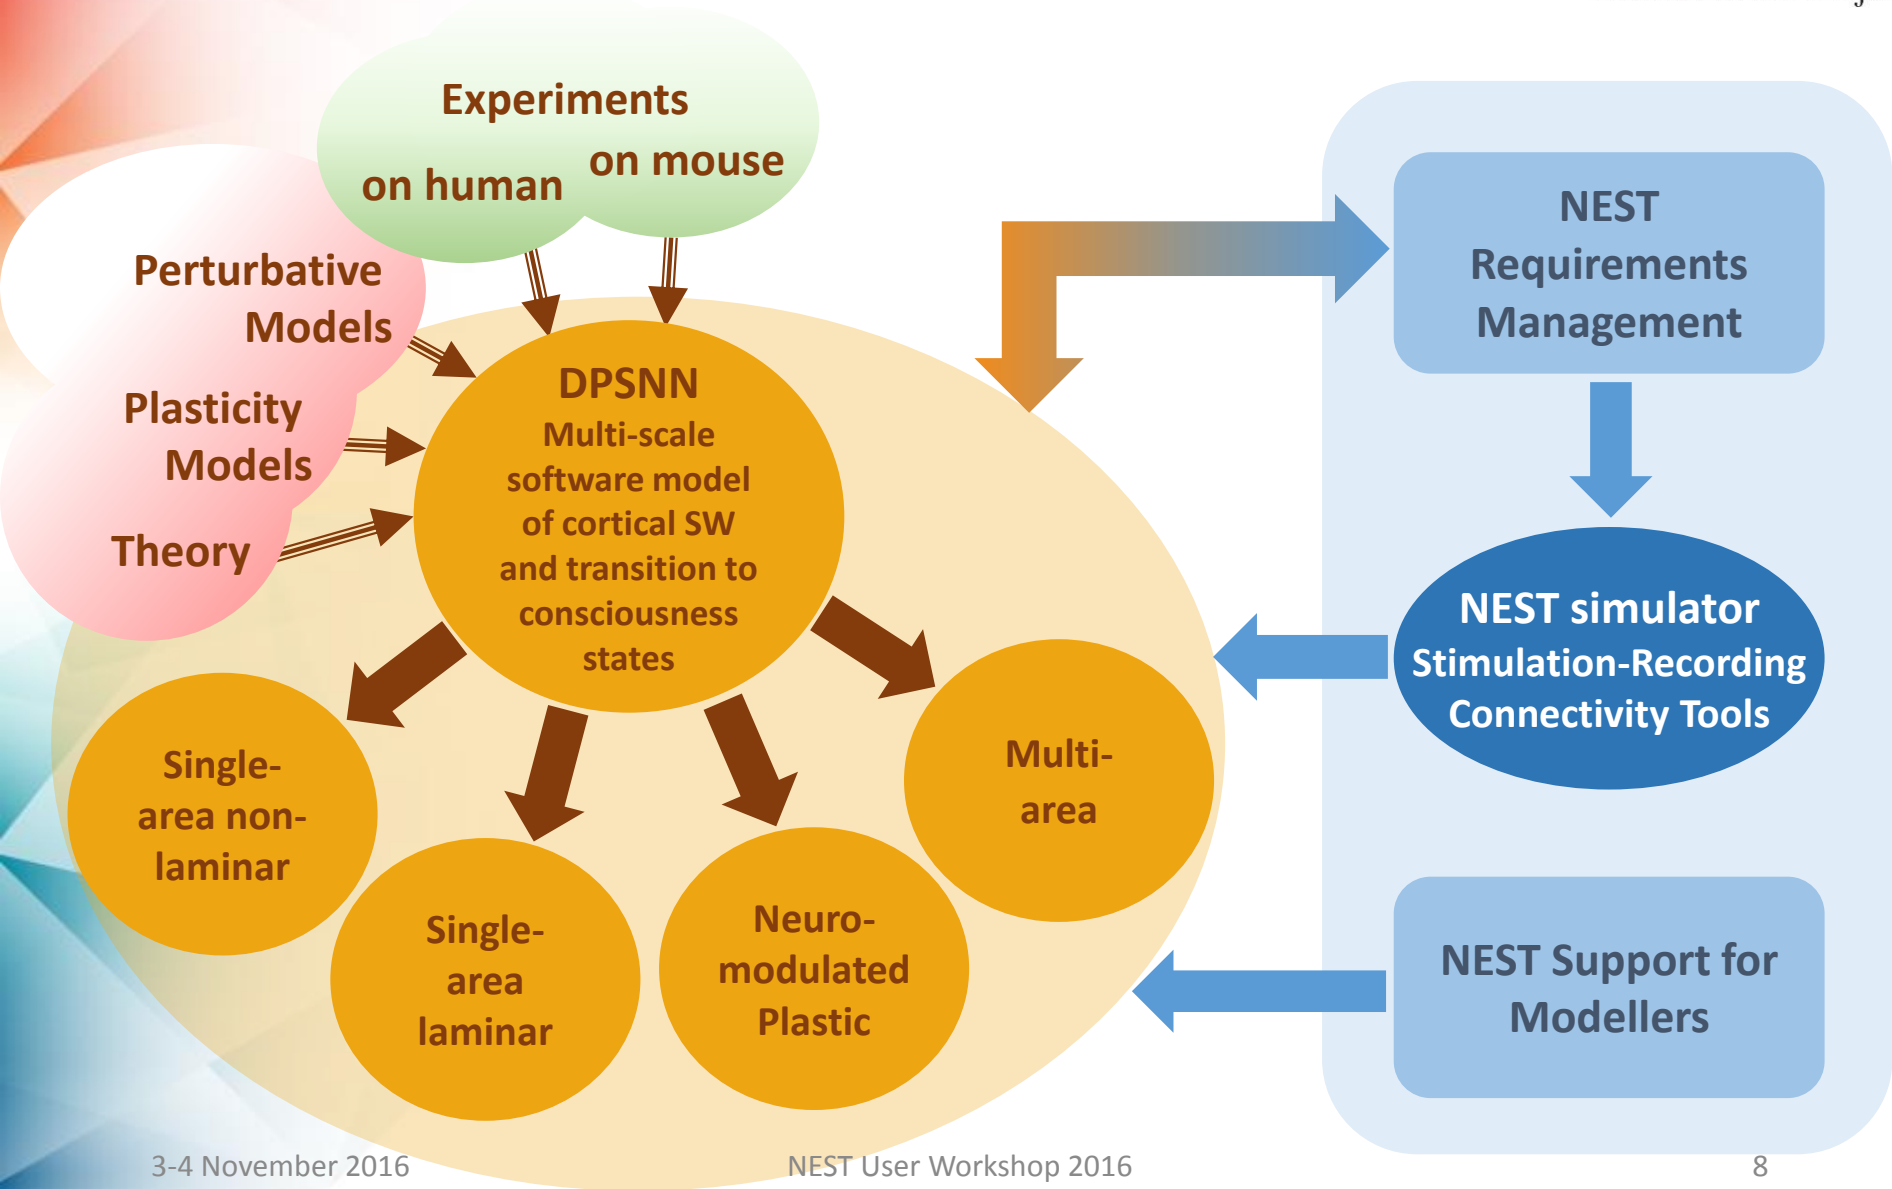 Experiments
on human
on mouse
Perturbative
Models
Plasticity
Models
Theory
DPSNN
Multi-scale
software model
of cortical SW
and transition to
consciousness
states
Single-
area non-
laminar
Single-
area
laminar
Neuro-
modulated
Plastic
Multi-
area
NEST
Requirements
Management
NEST simulator
Stimulation-Recording
Connectivity Tools
NEST Support for
Modellers
3-4 November 2016
NEST User Workshop 2016
8